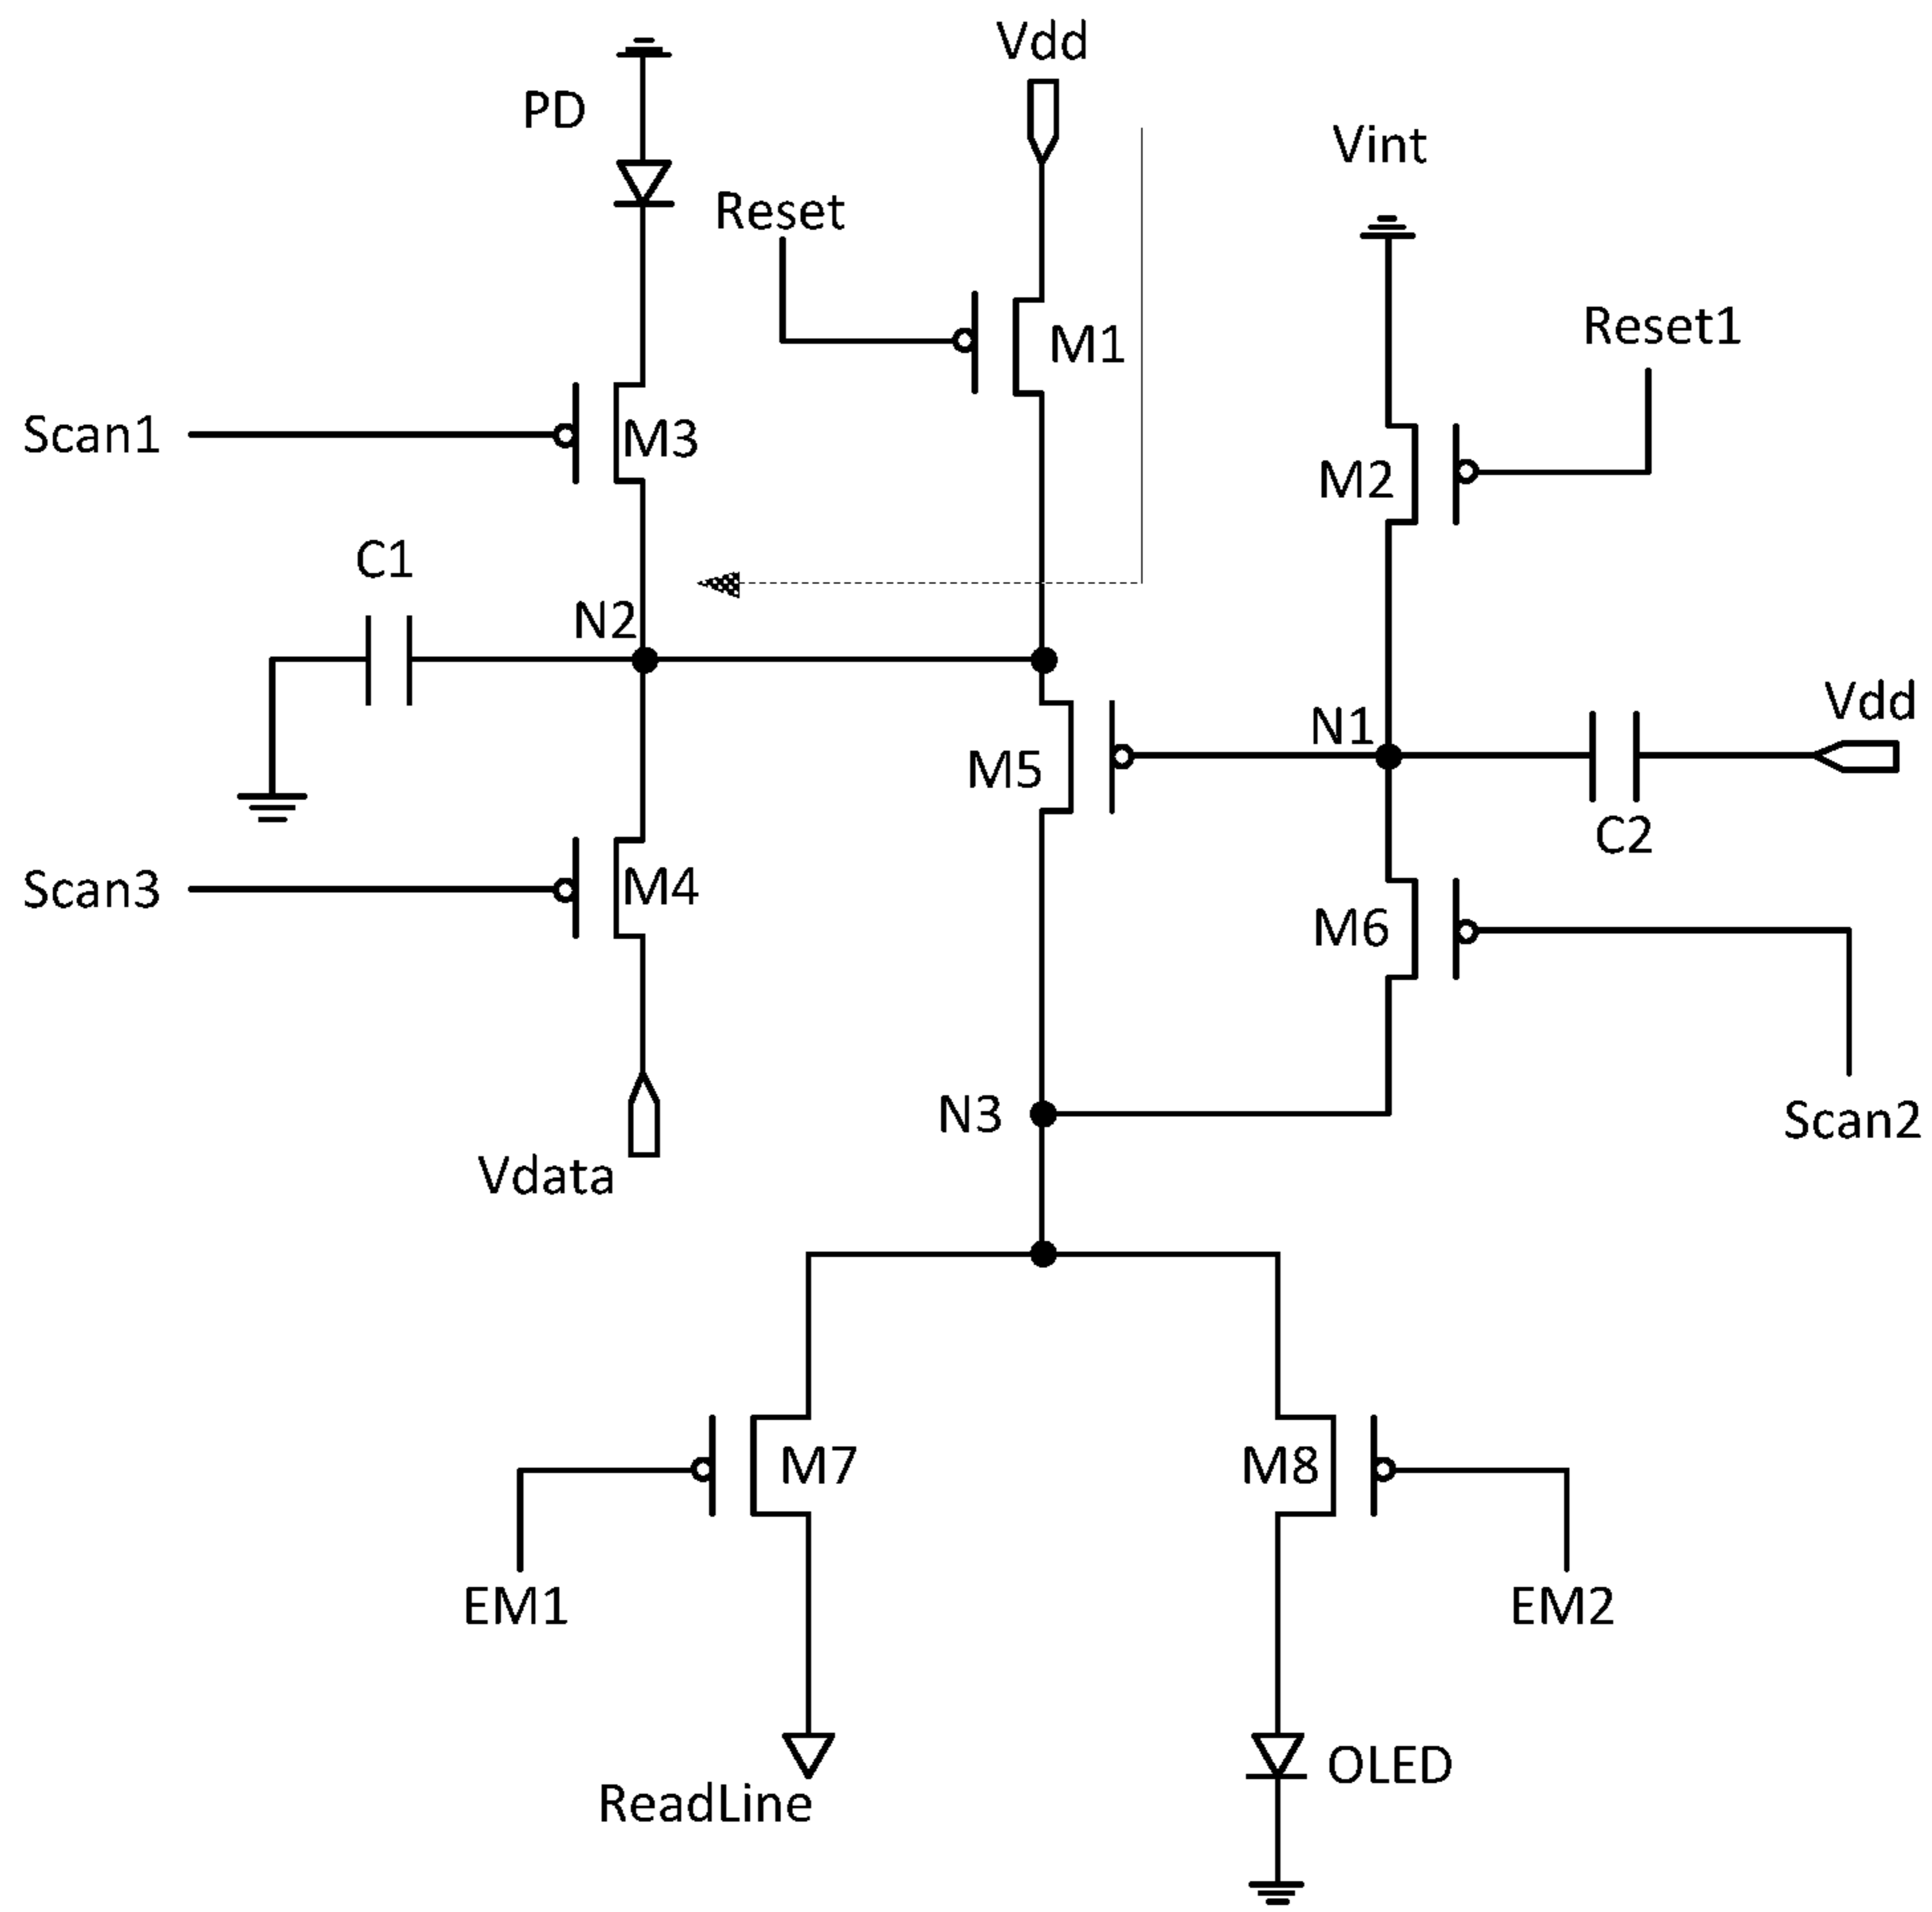 Vdd
PD
Vint
Reset
Reset1
M1
Scan1
M3
M2
C1
N2
Vdd
N1
M5
C2
Scan3
M4
M6
N3
Scan2
Vdata
M7
M8
EM1
EM2
OLED
ReadLine